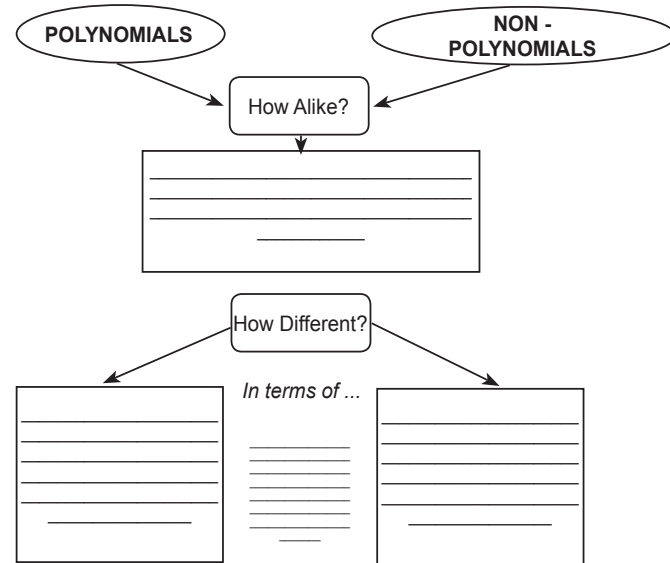 POLYNOMIALS
NON -
POLYNOMIALS
How Alike?
How Different?
In terms of ...